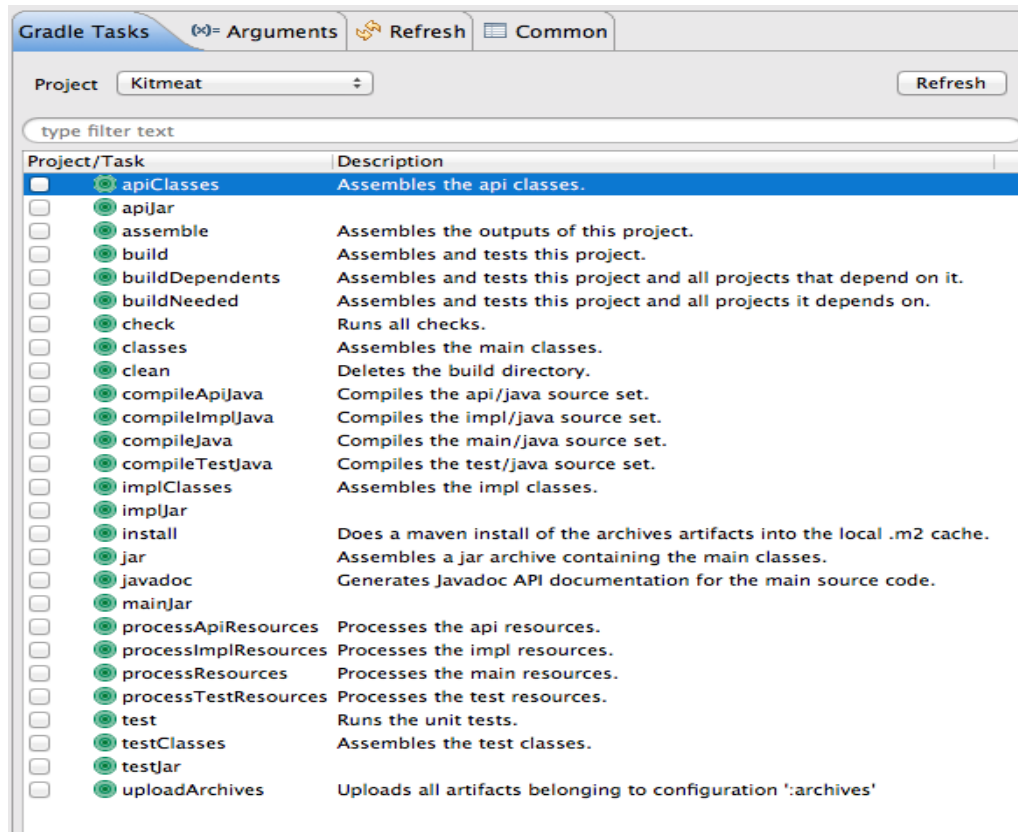 Gradle Tasks (x)= Arguments Refresh Common
Project Kitmeat Refresh
type filter text
Project/Task Description
apiClasses Assembles the api classes.
apiJar
assemble Assembles the outputs of this project.
build Assembles and tests this project.
buildDependents Assembles and tests this project and all projects that depend on it.
buildNeeded Assembles and tests this project and all projects it depends on.
check Runs all checks.
classes Assembles the main classes.
clean Deletes the build directory.
compileApiJava Compiles the api/java source set.
compileImplJava Compiles the impl/java source set.
compileJava Compiles the main/java source set.
compileTestJava Compiles the test/java source set.
implClasses Assembles the impl classes.
implJar
install Does a maven install of the archives artifacts into the local .m2 cache.
jar Assembles a jar archive containing the main classes.
javadoc Generates Javadoc API documentation for the main source code.
mainJar
processApiResources Processes the api resources.
processImplResources Processes the impl resources.
processResources Processes the main resources.
processTestResources Processes the test resources.
test Runs the unit tests.
testClasses Assembles the test classes.
testJar
uploadArchives Uploads all artifacts belonging to configuration ':archives'